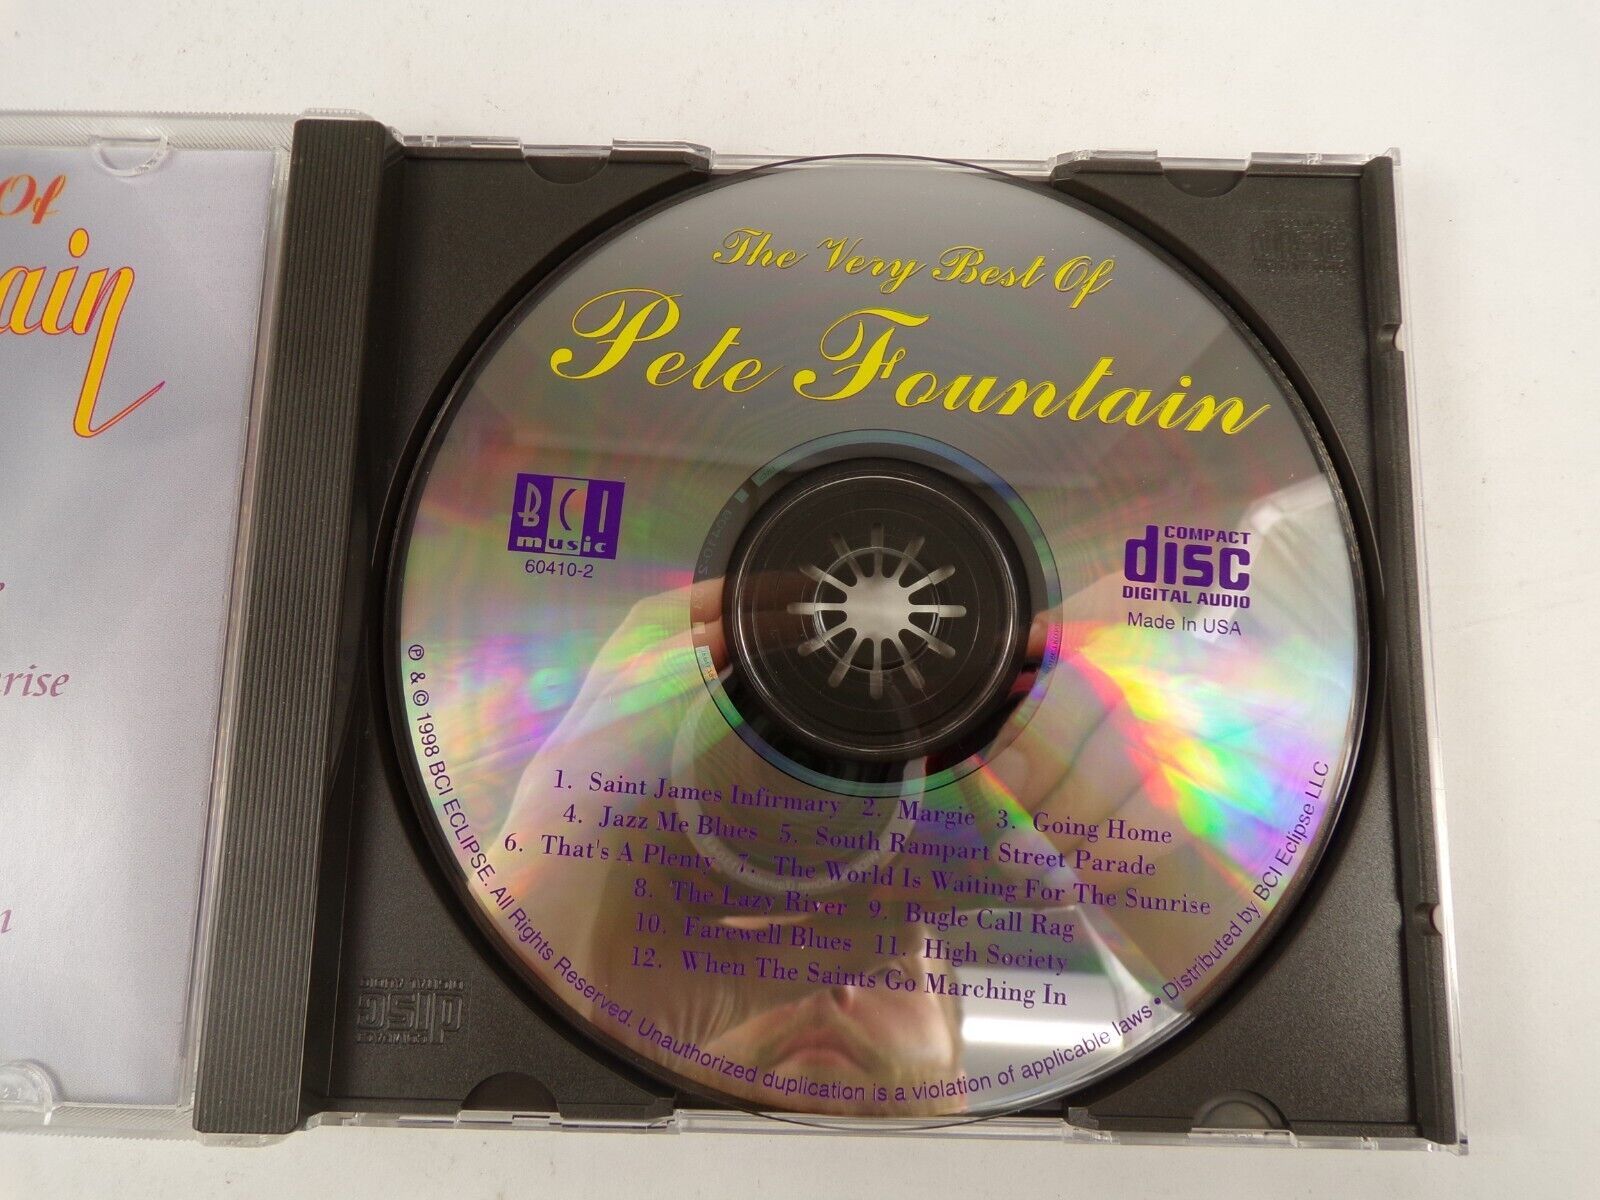 Of
ain
rise
The Very Best Of
Pete Fountain
BCI
music
60410-2
COMPACT
disc
DIGITAL AUDIO
Made In USA
1. Saint James Infirmary 2. Margie 3. Going Home
4. Jazz Me Blues 5. South Rampart Street Parade
6. That's A Plenty 7. The World Is Waiting For The Sunrise
8. The Lazy River 9. Bugle Call Rag
10. Farewell Blues 11. High Society
12. When The Saints Go Marching In
℗ & © 1998 BCI ECLIPSE. All Rights Reserved. Unauthorized duplication is a violation of applicable laws • Distributed by BCI Eclipse LLC
COMPACT
disc
DIGITAL AUDIO